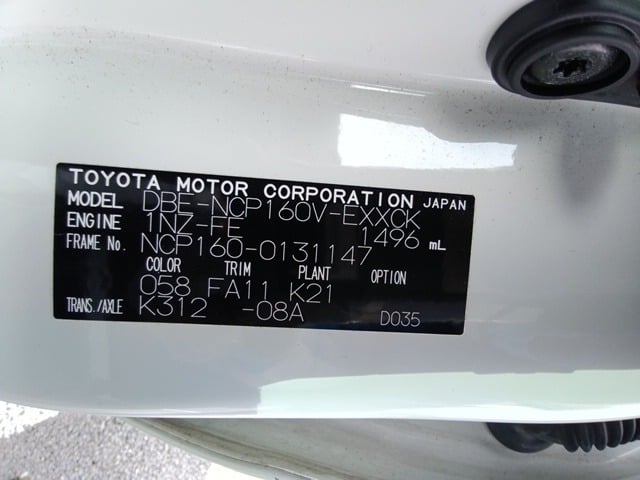 TOYOTA MOTOR CORPORATION JAPAN
MODEL DBE-NCP160V-EXXCK
ENGINE 1NZ-FE 1496 mL
FRAME No. NCP160-0131147
COLOR TRIM PLANT OPTION
058 FA11 K21
TRANS./AXLE K312 -08A D035